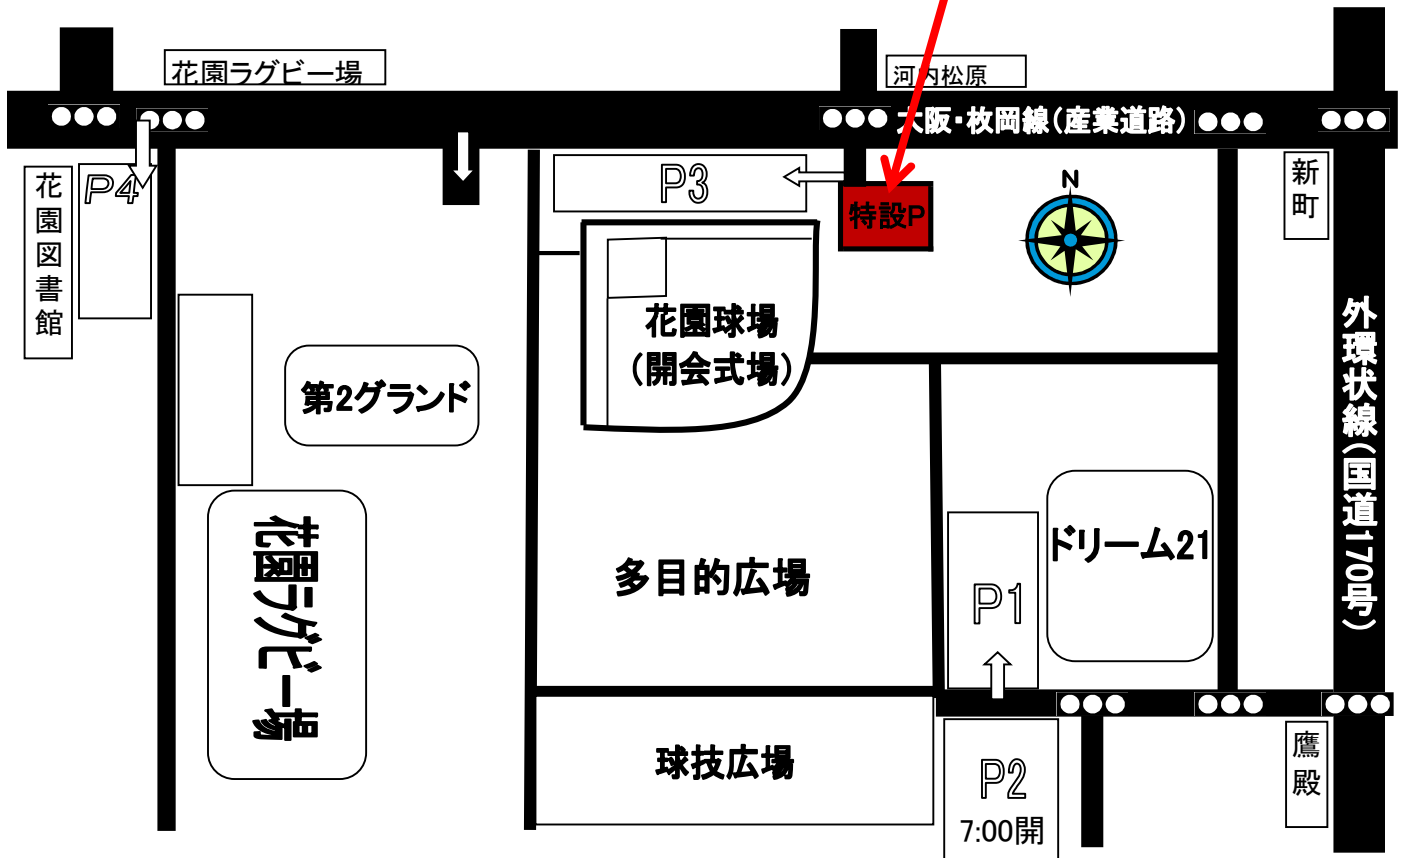 花園ラグビー場
河内松原
大阪・枚岡線(産業道路)
花園図書館
P4
P3
特設P
N
新町
花園球場
(開会式場)
第2グランド
外環状線(国道170号)
花園ラグビー場
多目的広場
ドリーム21
P1
球技広場
P2
7:00開
鷹殿